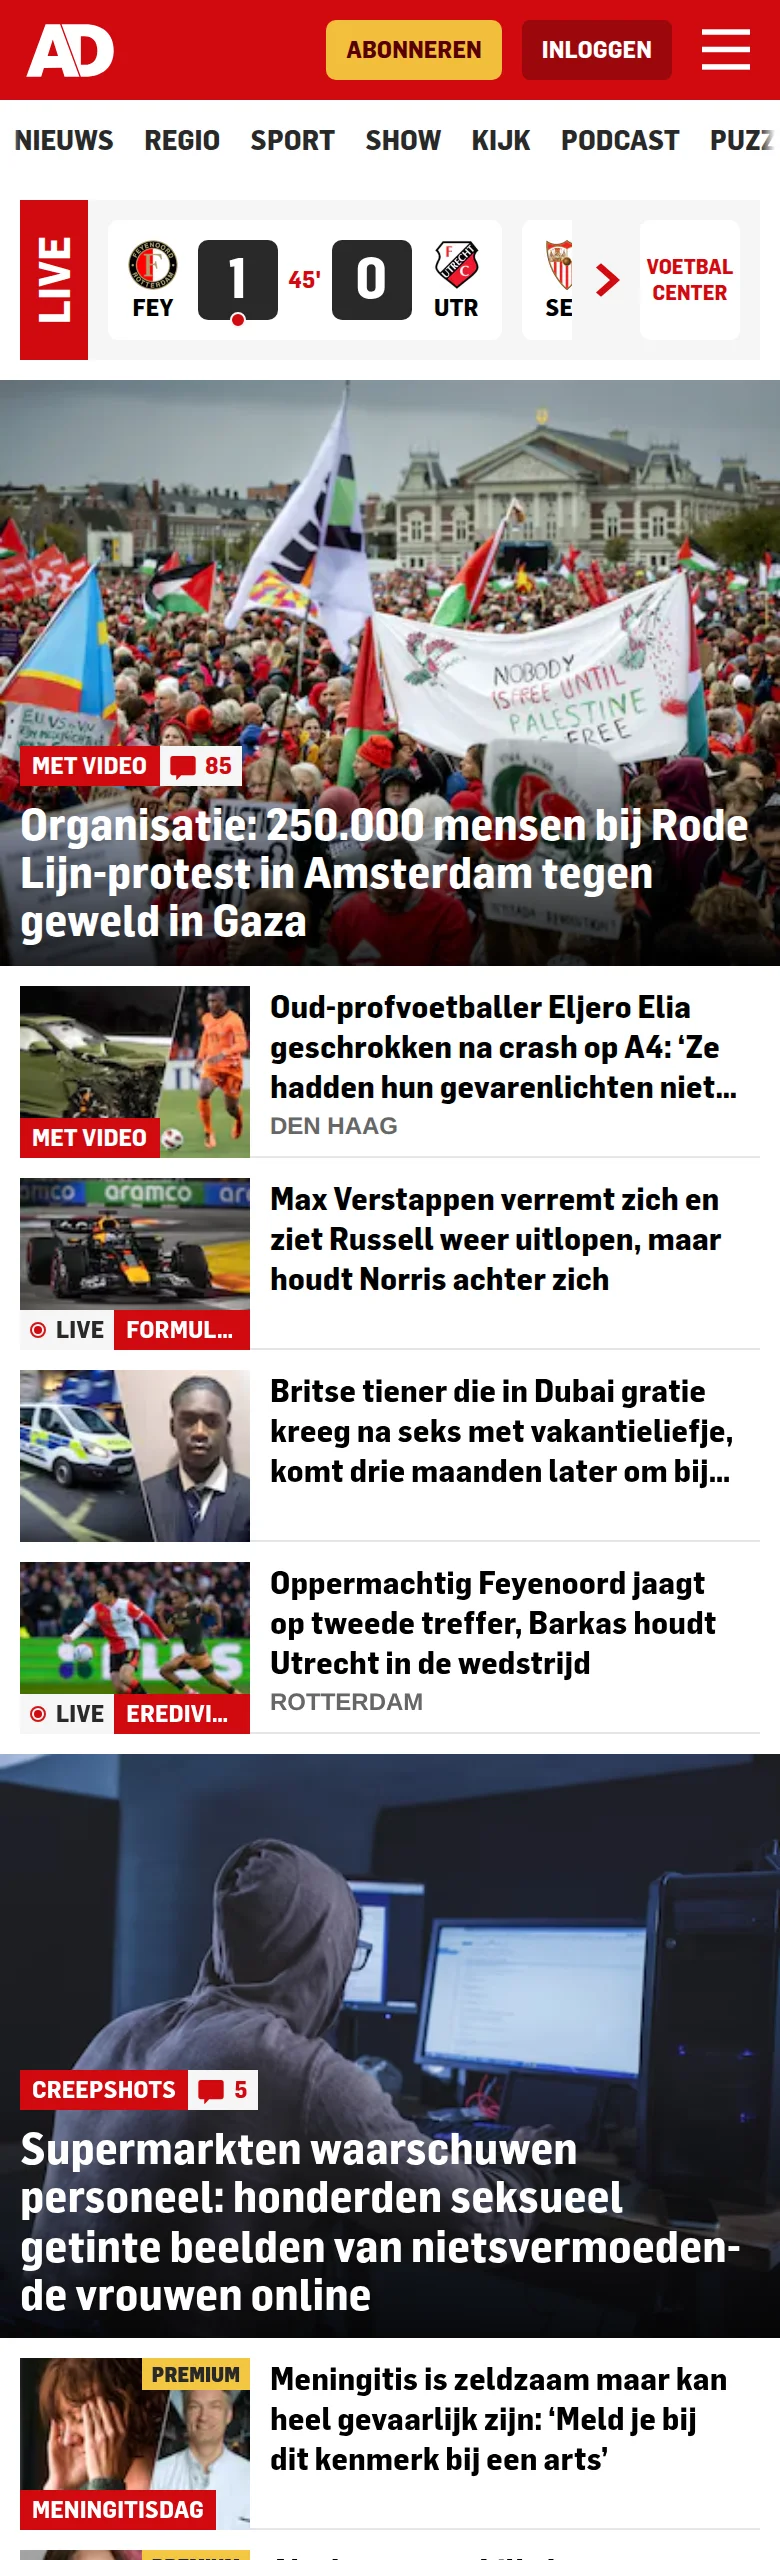 AD
ABONNEREN
INLOGGEN
NIEUWS REGIO SPORT SHOW KIJK PODCAST PUZZ
LIVE
FEY
1
45'
0
UTR
SE
VOETBAL
CENTER
NOBODY
IS FREE UNTIL
PALESTINE
FREE
MET VIDEO
85
Organisatie: 250.000 mensen bij Rode
Lijn-protest in Amsterdam tegen
geweld in Gaza
Oud-profvoetballer Eljero Elia
geschrokken na crash op A4: ‘Ze
hadden hun gevarenlichten niet...
DEN HAAG
MET VIDEO
aramco
Max Verstappen verremt zich en
ziet Russell weer uitlopen, maar
houdt Norris achter zich
LIVE
FORMUL...
Britse tiener die in Dubai gratie
kreeg na seks met vakantieliefje,
komt drie maanden later om bij...
Oppermachtig Feyenoord jaagt
op tweede treffer, Barkas houdt
Utrecht in de wedstrijd
ROTTERDAM
LIVE
EREDIVI...
CREEPSHOTS
5
Supermarkten waarschuwen
personeel: honderden seksueel
getinte beelden van nietsvermoeden-
de vrouwen online
PREMIUM
Meningitis is zeldzaam maar kan
heel gevaarlijk zijn: ‘Meld je bij
dit kenmerk bij een arts’
MENINGITISDAG